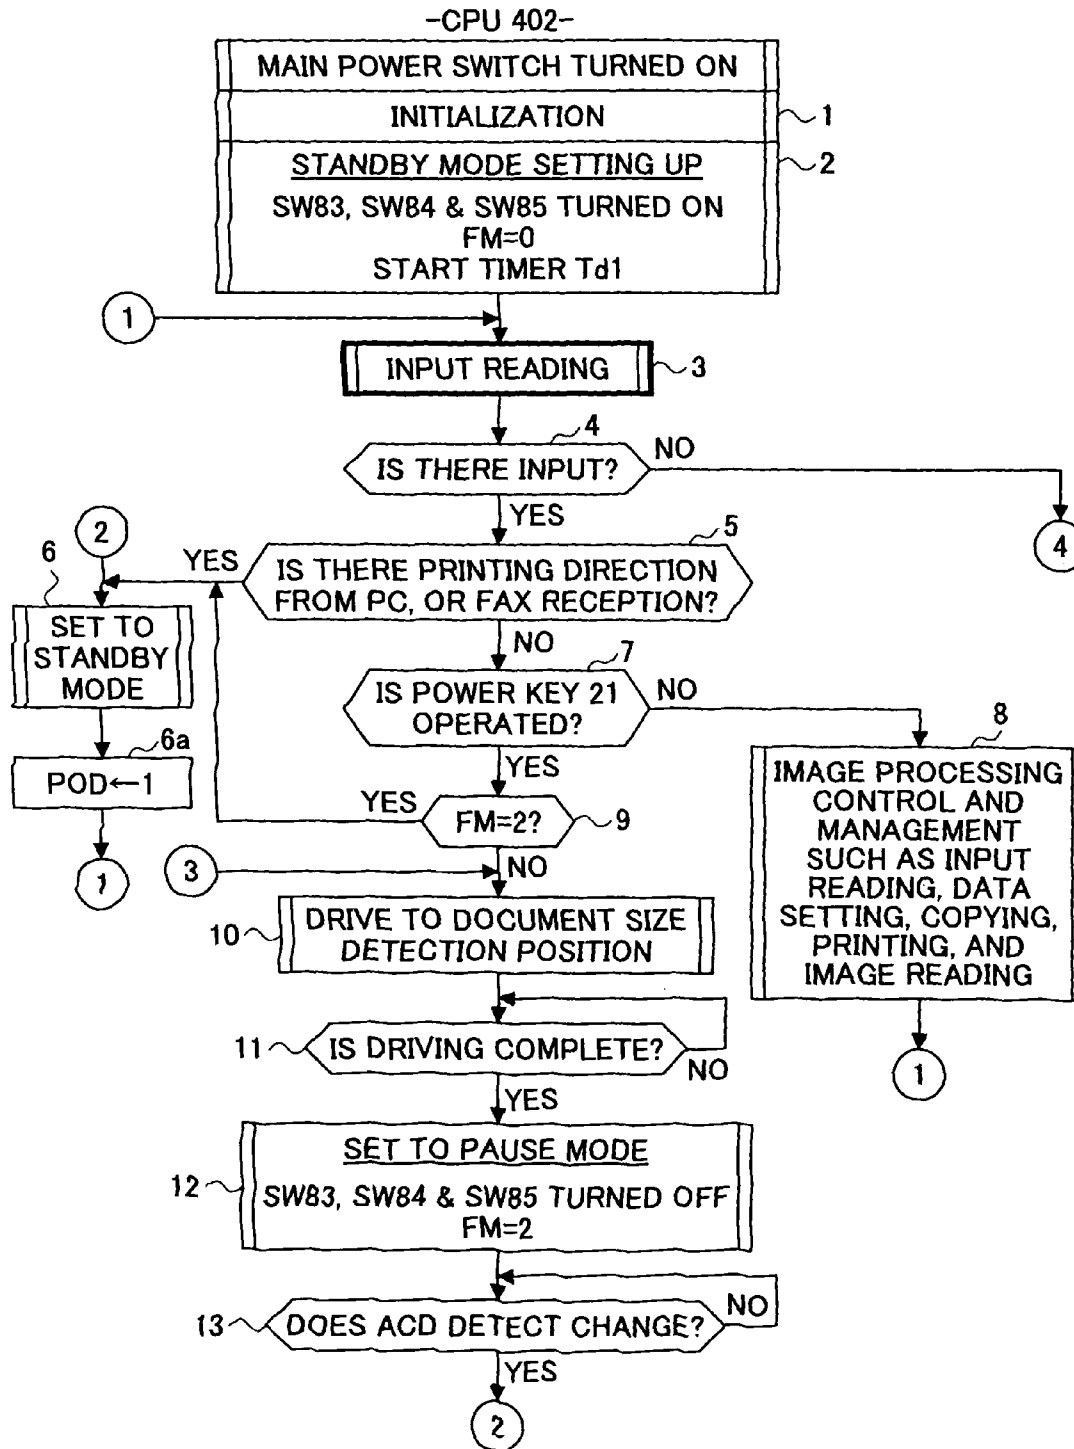 -CPU 402-
MAIN POWER SWITCH TURNED ON
INITIALIZATION
1
STANDBY MODE SETTING UP
2
SW83, SW84 & SW85 TURNED ON
FM=0
START TIMER Td1
1
INPUT READING
3
4
IS THERE INPUT?
NO
YES
4
2
5
6
YES
IS THERE PRINTING DIRECTION
FROM PC, OR FAX RECEPTION?
SET TO
STANDBY
MODE
NO
7
IS POWER KEY 21
OPERATED?
NO
6a
POD←1
YES
8
IMAGE PROCESSING
CONTROL AND
MANAGEMENT
SUCH AS INPUT
READING, DATA
SETTING, COPYING,
PRINTING, AND
IMAGE READING
YES
FM=2?
9
1
3
NO
10
DRIVE TO DOCUMENT SIZE
DETECTION POSITION
11
IS DRIVING COMPLETE?
NO
1
YES
SET TO PAUSE MODE
12
SW83, SW84 & SW85 TURNED OFF
FM=2
13
DOES ACD DETECT CHANGE?
NO
YES
2